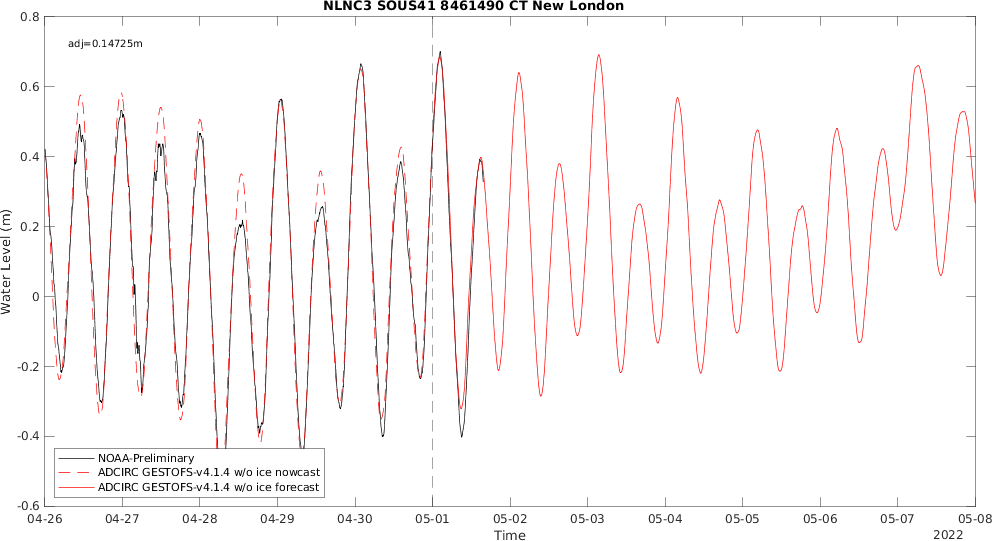 NLNC3 SOUS41 8461490 CT New London
adj=0.14725m
Water Level (m)
0.8
0.6
0.4
0.2
0
-0.2
-0.4
-0.6
NOAA-Preliminary
ADCIRC GESTOFS-v4.1.4 w/o ice nowcast
ADCIRC GESTOFS-v4.1.4 w/o ice forecast
04-26 04-27 04-28 04-29 04-30 05-01 05-02 05-03 05-04 05-05 05-06 05-07 05-08
Time
2022